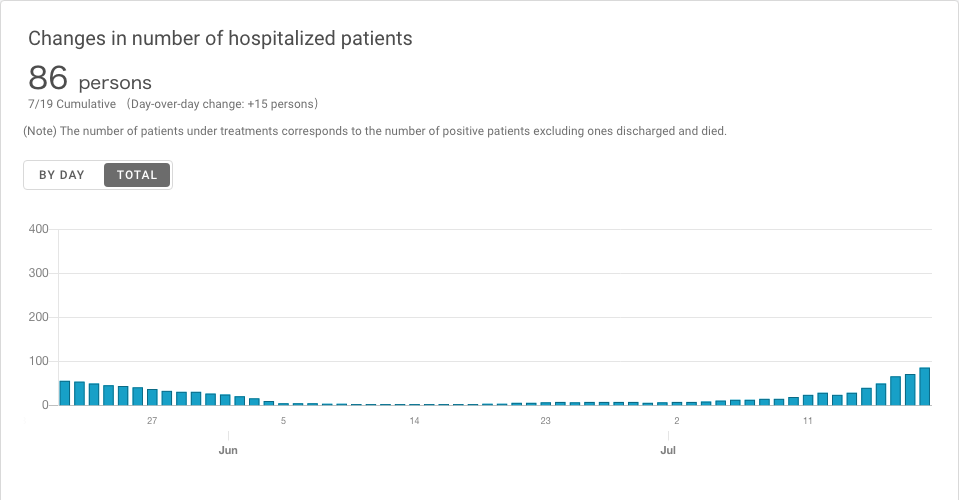 Changes in number of hospitalized patients
86 persons
7/19 Cumulative （Day-over-day change: +15 persons）
(Note) The number of patients under treatments corresponds to the number of positive patients excluding ones discharged and died.
BY DAY TOTAL
400
300
200
100
0
27 5 14 23 2 11
Jun Jul